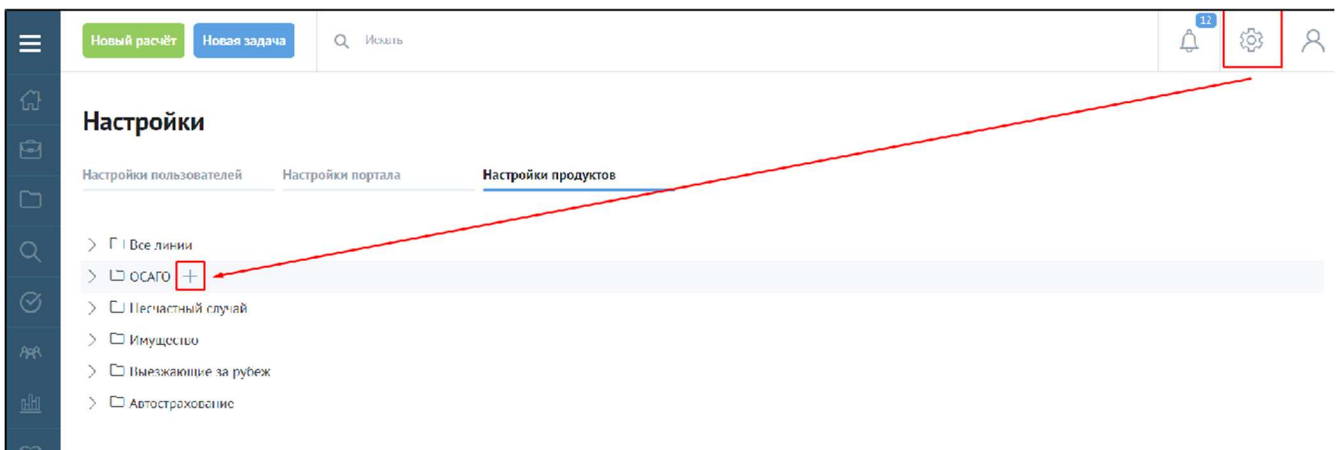 Новый расчёт
Новая задача
Искать
12
Настройки
Настройки пользователей
Настройки портала
Настройки продуктов
Все линии
ОСАГО
Несчастный случай
Имущество
Выезжающие за рубеж
Автострахование